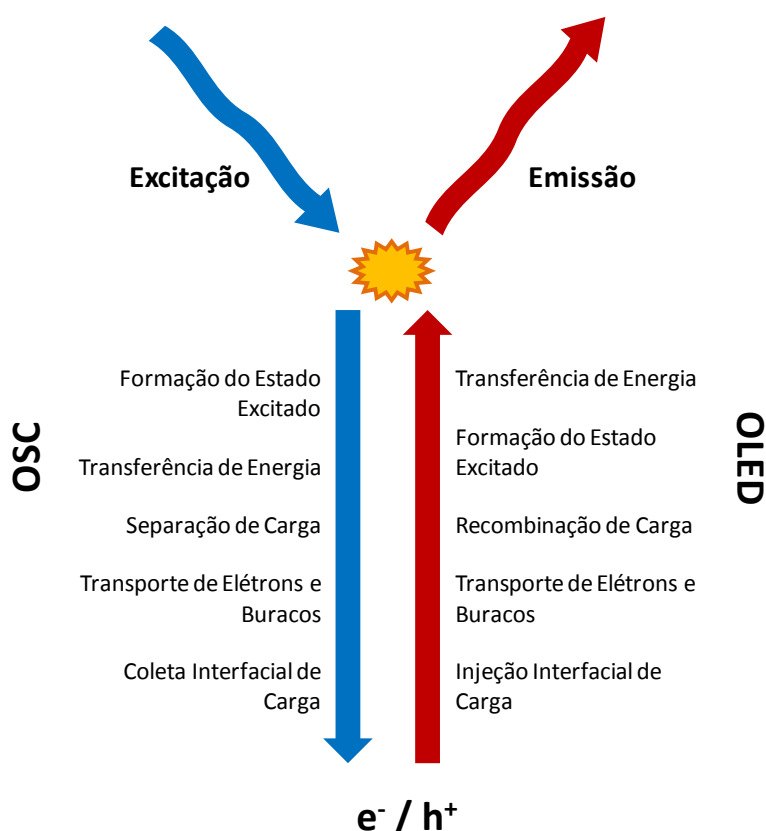 Excitação
Emissão
OSC
Formação do Estado
Excitado
Transferência de Energia
Separação de Carga
Transporte de Elétrons e
Buracos
Coleta Interfacial de
Carga
Transferência de Energia
Formação do Estado
Excitado
Recombinação de Carga
Transporte de Elétrons e
Buracos
Injeção Interfacial de
Carga
OLED
e⁻ / h⁺